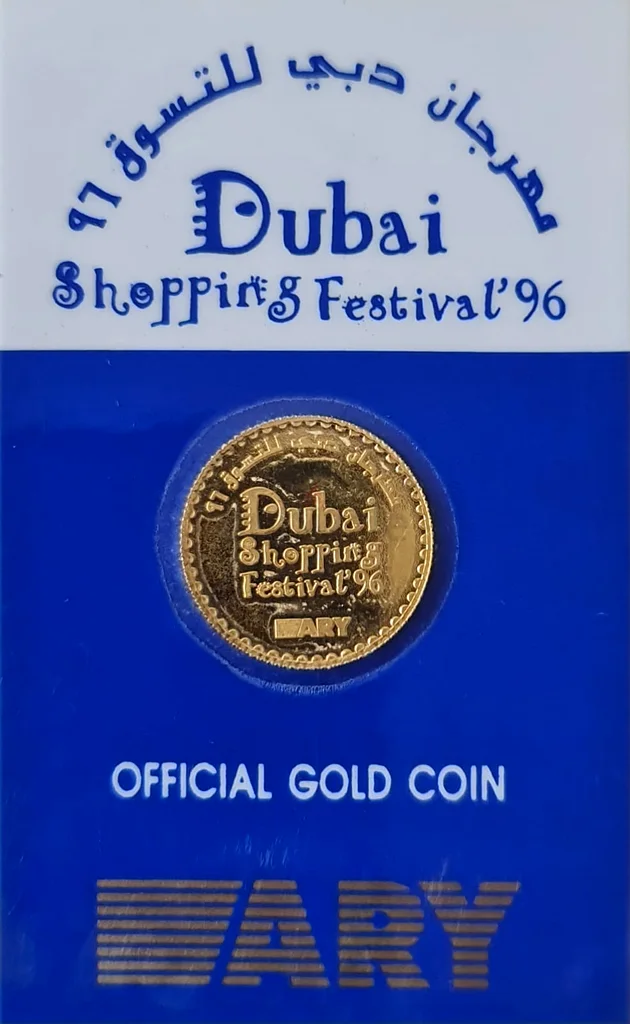 مهرجان دبي للتسوق ٩٦
Dubai
Shopping Festival'96
مهرجان دبي للتسوق ٩٦
Dubai
Shopping
Festival'96
ARY
OFFICIAL GOLD COIN
ARY